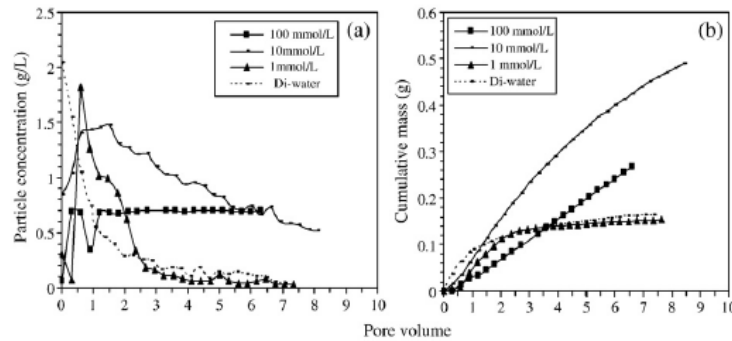 (a)
100 mmol/L
10mmol/L
1mmol/L
Di-water
Particle concentration (g/L)
2.5
2
1.5
1
0.5
0
0 1 2 3 4 5 6 7 8 9 10
(b)
100 mmol/L
10 mmol/L
1 mmol/L
Di-water
Cumulative mass (g)
0.6
0.5
0.4
0.3
0.2
0.1
0
0 1 2 3 4 5 6 7 8 9 10
Pore volume